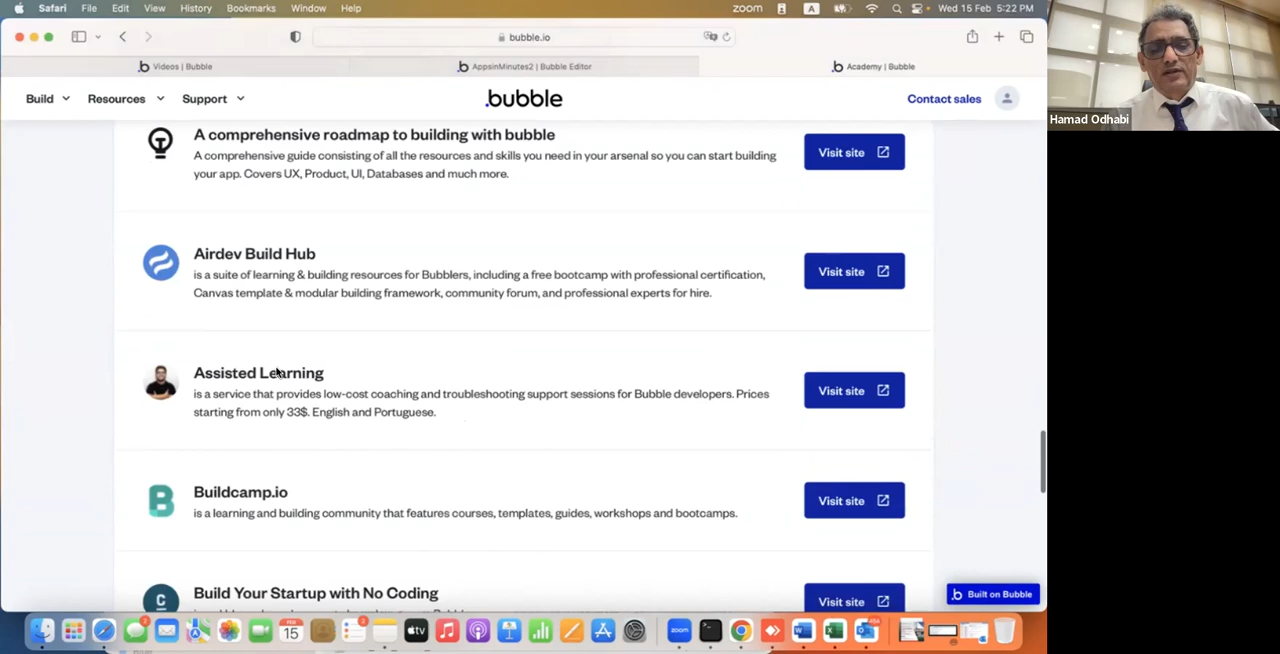 Safari File Edit View History Bookmarks Window Help zoom A Wed 15 Feb 5:22 PM
bubble.io
Videos | Bubble AppsinMinutes2 | Bubble Editor Academy | Bubble
Build Resources Support .bubble Contact sales
Hamad Odhabi
A comprehensive roadmap to building with bubble
A comprehensive guide consisting of all the resources and skills you need in your arsenal so you can start building
your app. Covers UX, Product, UI, Databases and much more.
Visit site
Airdev Build Hub
is a suite of learning & building resources for Bubblers, including a free bootcamp with professional certification,
Canvas template & modular building framework, community forum, and professional experts for hire.
Visit site
Assisted Learning
is a service that provides low-cost coaching and troubleshooting support sessions for Bubble developers. Prices
starting from only 33$. English and Portuguese.
Visit site
Buildcamp.io
is a learning and building community that features courses, templates, guides, workshops and bootcamps.
Visit site
Build Your Startup with No Coding
Visit site
Built on Bubble
FEB
15
tv
zoom